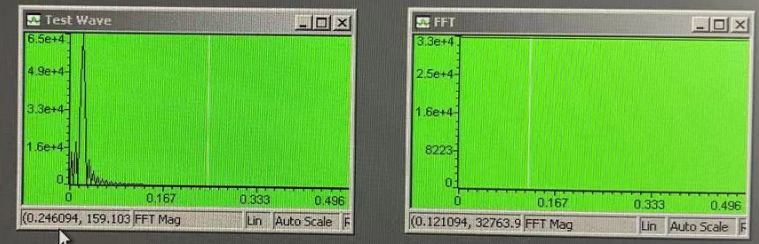 Test Wave
6.5e+4
4.9e+4
3.3e+4
1.6e+4
0
0 0.167 0.333 0.496
(0.246094, 159.103 FFT Mag Lin Auto Scale F
FFT
3.3e+4
2.5e+4
1.6e+4
8223
0
0 0.167 0.333 0.496
(0.121094, 32763.9 FFT Mag Lin Auto Scale F